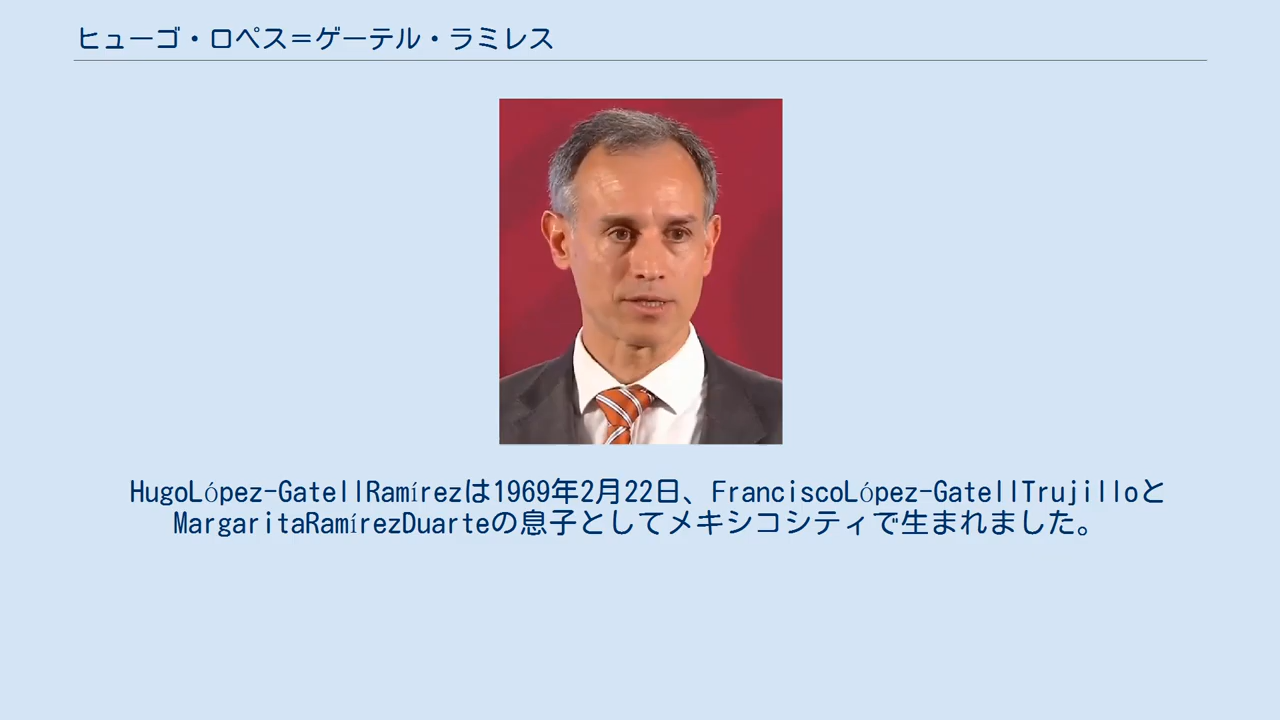 ヒューゴ・ロペス＝ゲーテル・ラミレス
HugoLópez-GatellRamírezは1969年2月22日、FranciscoLópez-GatellTrujilloと
MargaritaRamírezDuarteの息子としてメキシコシティで生まれました。